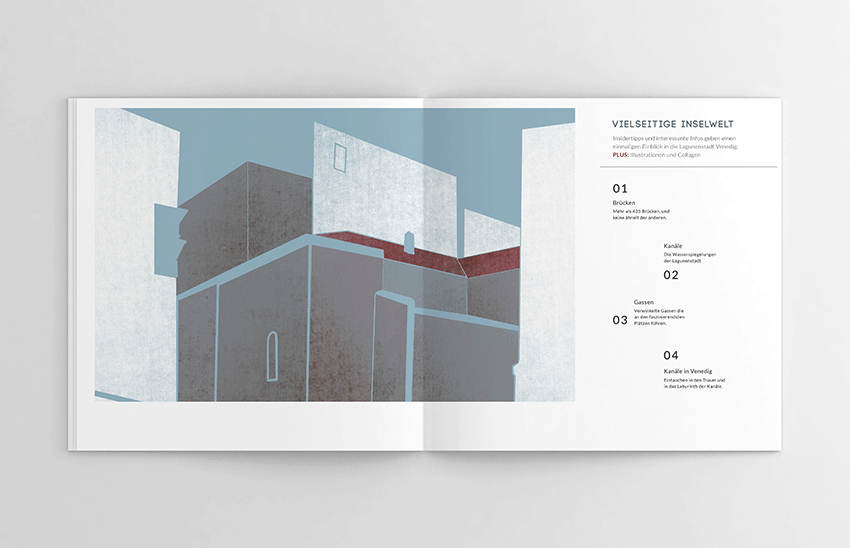 VIELSEITIGE INSELWELT
Insidertipps und interessante Infos geben einen
einmaligen Einblick in die Lagunenstadt Venedig.
PLUS: Illustrationen und Collagen
01
Brücken
Mehr als 435 Brücken, und
keine ähnelt der anderen.
Kanäle
Die Wasserspiegelungen
der Lagunenstadt
02
Gassen
Verwinkelte Gassen die
an den faszinierendsten
Plätzen führen.
03
04
Kanäle in Venedig
Eintauchen in den Traum und
in das Labyrinth der Kanäle.